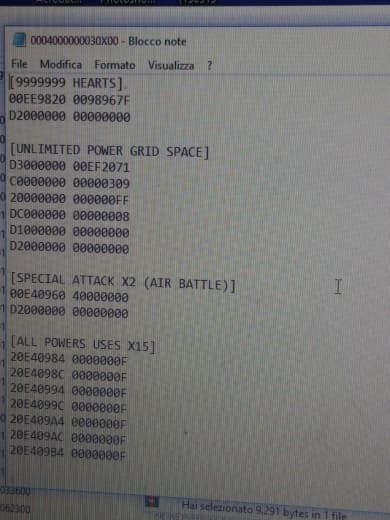 0004000000030X00 - Blocco note
File Modifica Formato Visualizza ?
[9999999 HEARTS]
00EE9820 0098967F
D2000000 00000000
[UNLIMITED POWER GRID SPACE]
D3000000 00EF2071
C0000000 00000309
20000000 000000FF
DC000000 00000008
D1000000 00000000
D2000000 00000000
[SPECIAL ATTACK X2 (AIR BATTLE)]
00E40960 40000000
D2000000 00000000
[ALL POWERS USES X15]
20E40984 0000000F
20E4098C 0000000F
20E40994 0000000F
20E4099C 0000000F
20E409A4 0000000F
20E409AC 0000000F
20E409B4 0000000F
033600
062300
Hai selezionato 9.291 bytes in 1 file